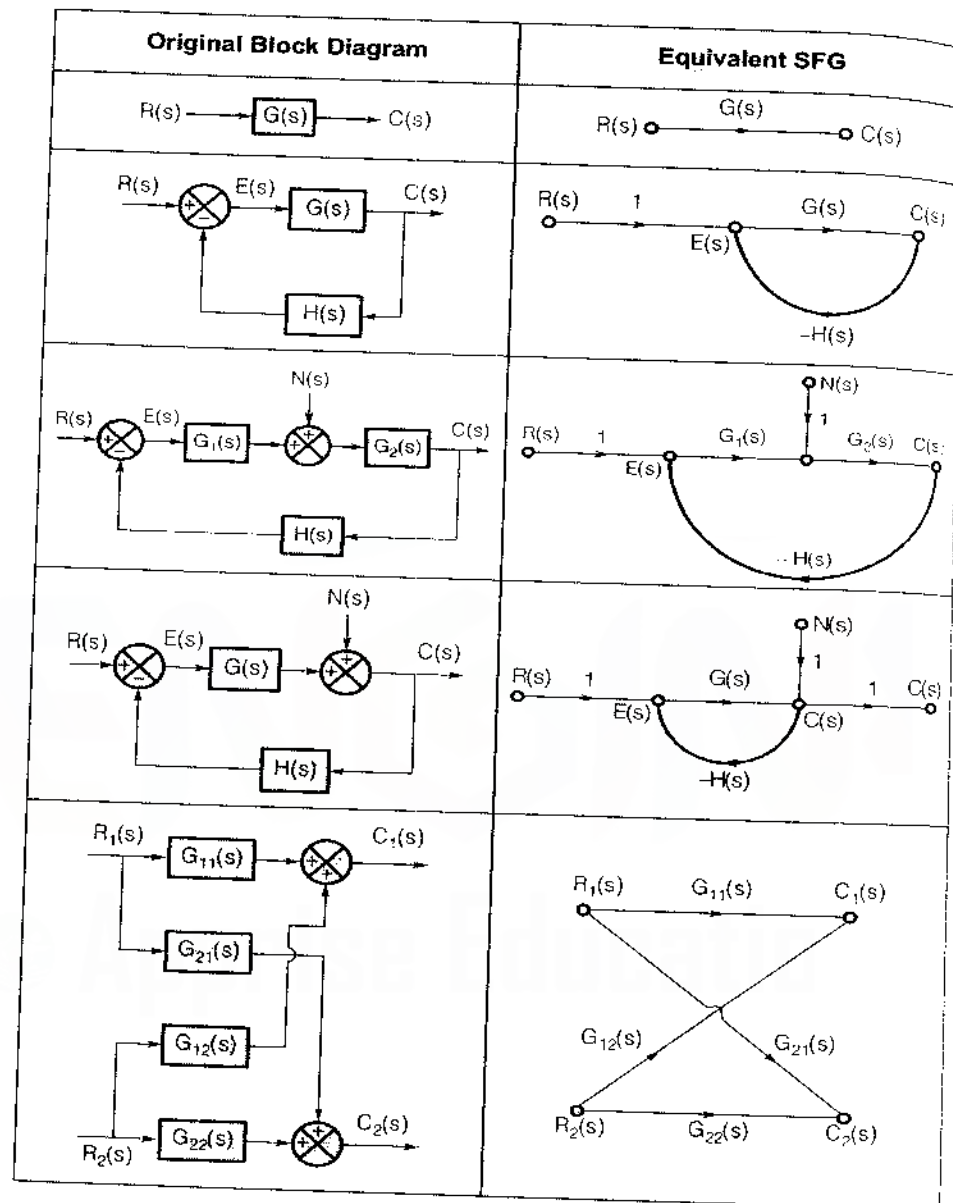 Original Block Diagram
Equivalent SFG
R(s)
G(s)
C(s)
G(s)
R(s)
C(s)
R(s)
+
−
E(s)
G(s)
C(s)
H(s)
R(s)
1
E(s)
G(s)
C(s)
−H(s)
N(s)
R(s)
+
−
E(s)
G₁(s)
+
+
G₂(s)
C(s)
H(s)
N(s)
1
R(s)
1
E(s)
G₁(s)
G₂(s)
C(s)
−H(s)
N(s)
R(s)
+
−
E(s)
G(s)
+
+
C(s)
H(s)
N(s)
1
R(s)
1
E(s)
G(s)
C(s)
1
C(s)
−H(s)
R₁(s)
G₁₁(s)
+
+
C₁(s)
G₂₁(s)
G₁₂(s)
R₂(s)
G₂₂(s)
+
+
C₂(s)
R₁(s)
G₁₁(s)
C₁(s)
G₁₂(s)
G₂₁(s)
R₂(s)
G₂₂(s)
C₂(s)